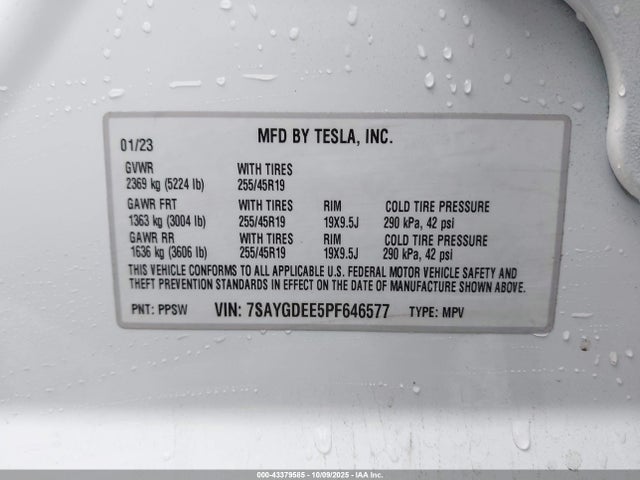 MFD BY TESLA, INC.
01/23
GVWR WITH TIRES
2369 kg (5224 lb) 255/45R19
GAWR FRT WITH TIRES RIM COLD TIRE PRESSURE
1363 kg (3004 lb) 255/45R19 19X9.5J 290 kPa, 42 psi
GAWR RR WITH TIRES RIM COLD TIRE PRESSURE
1636 kg (3606 lb) 255/45R19 19X9.5J 290 kPa, 42 psi
THIS VEHICLE CONFORMS TO ALL APPLICABLE U.S. FEDERAL MOTOR VEHICLE SAFETY AND
THEFT PREVENTION STANDARDS IN EFFECT ON THE DATE OF MANUFACTURE SHOWN ABOVE.
PNT: PPSW VIN: 7SAYGDEE5PF646577 TYPE: MPV
000-43379565 - 10/09/2025 - IAA, Inc.